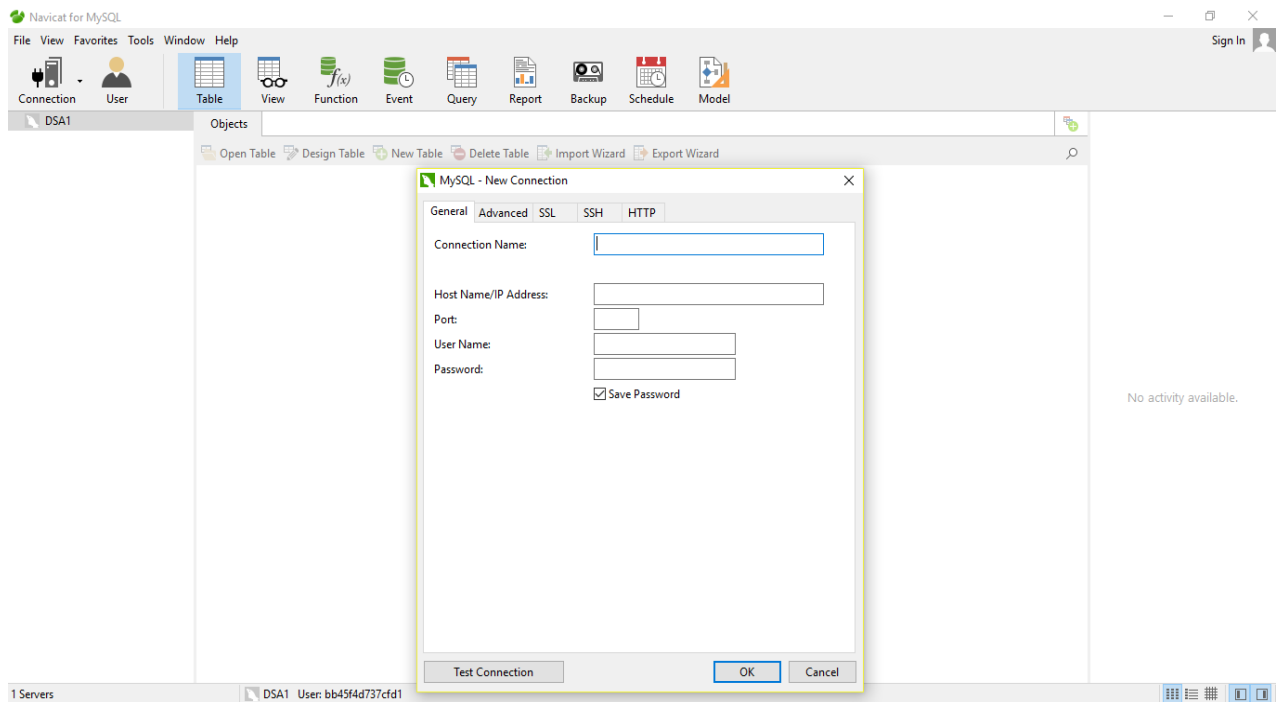 Navicat for MySQL
File View Favorites Tools Window Help Sign In
Connection User Table View Function f(x) Event Query Report Backup Schedule Model
DSA1
Objects
Open Table Design Table New Table Delete Table Import Wizard Export Wizard
MySQL - New Connection
General Advanced SSL SSH HTTP
Connection Name:
Host Name/IP Address:
Port:
User Name:
Password:
Save Password
No activity available.
Test Connection OK Cancel
1 Servers DSA1 User: bb45f4d737cfd1